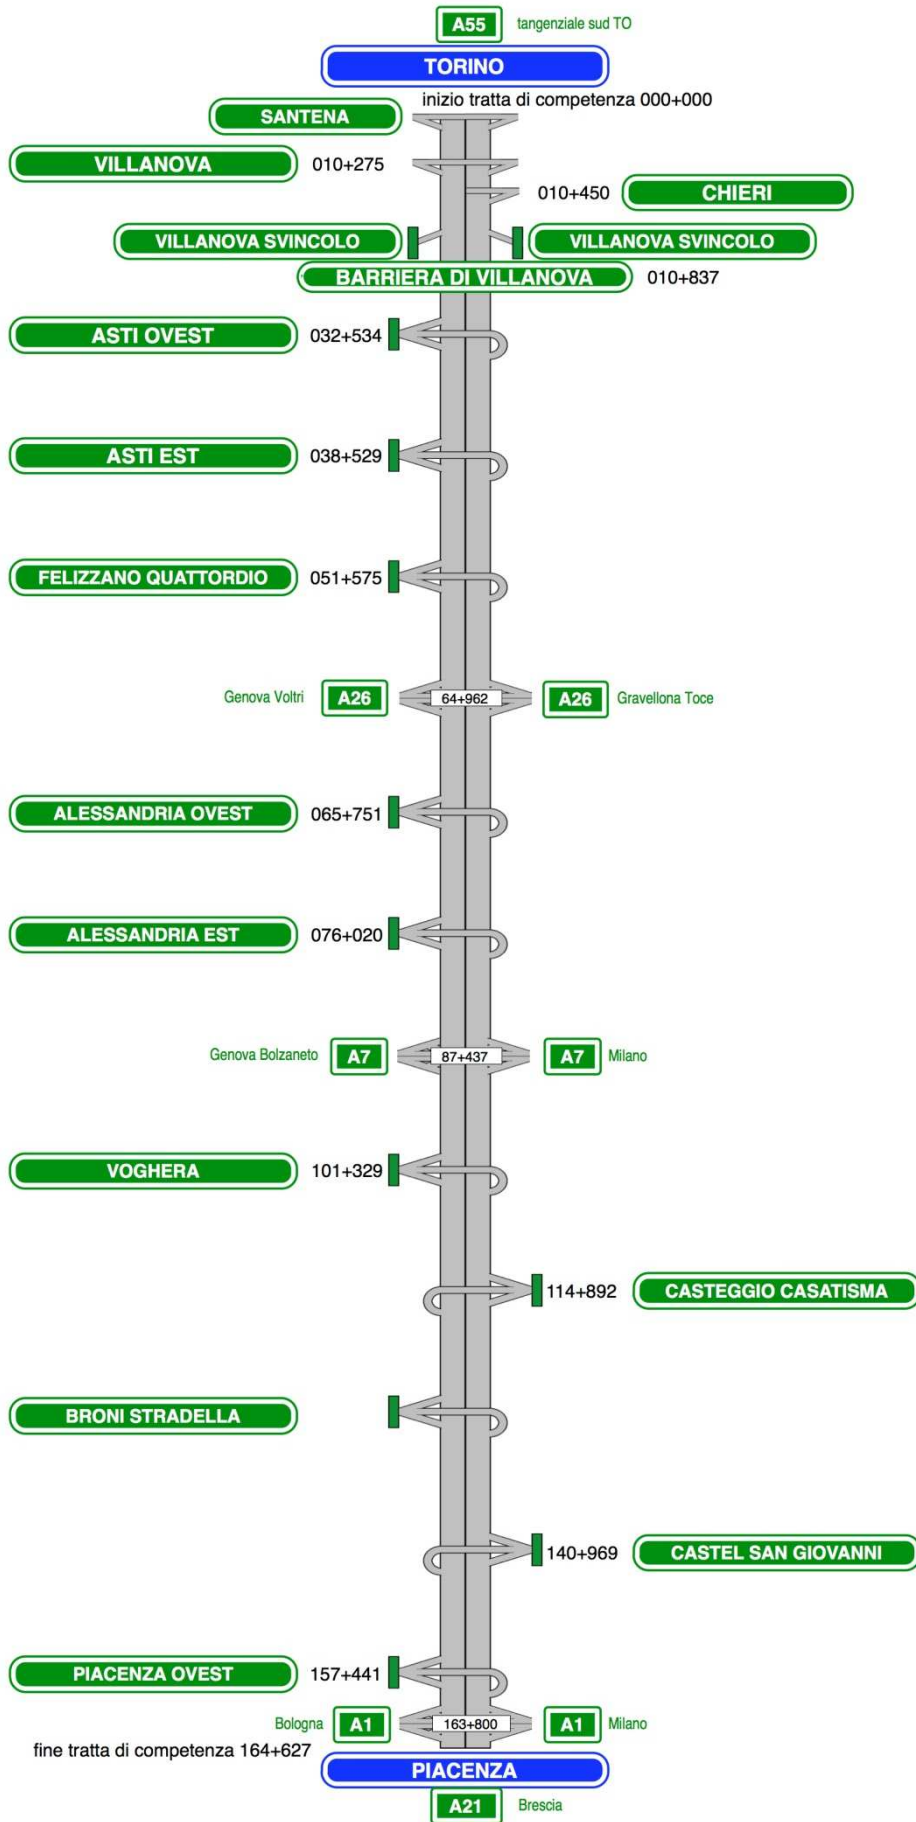 A55 tangenziale sud TO
TORINO
inizio tratta di competenza 000+000
SANTENA
VILLANOVA 010+275
010+450 CHIERI
VILLANOVA SVINCOLO VILLANOVA SVINCOLO
BARRIERA DI VILLANOVA 010+837
ASTI OVEST 032+534
ASTI EST 038+529
FELIZZANO QUATTORDIO 051+575
Genova Voltri A26 64+962 A26 Gravellona Toce
ALESSANDRIA OVEST 065+751
ALESSANDRIA EST 076+020
Genova Bolzaneto A7 87+437 A7 Milano
VOGHERA 101+329
114+892 CASTEGGIO CASATISMA
BRONI STRADELLA
140+969 CASTEL SAN GIOVANNI
PIACENZA OVEST 157+441
Bologna A1 163+800 A1 Milano
fine tratta di competenza 164+627
PIACENZA
A21 Brescia